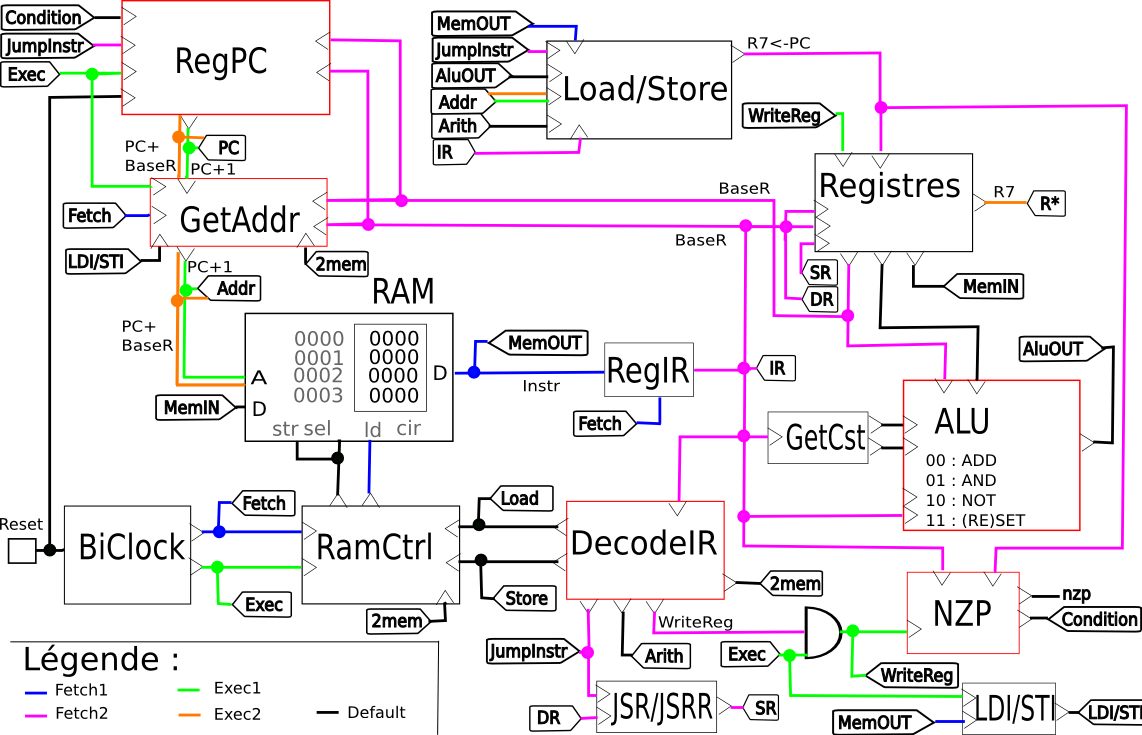 Condition
JumpInstr
Exec
RegPC
MemOUT
JumpInstr
AluOUT
Addr
Arith
IR
Load/Store
R7<-PC
WriteReg
PC+
BaseR
PC
PC+1
Fetch
GetAddr
LDI/STI
2mem
BaseR
BaseR
Registres
R7
R*
SR
DR
MemIN
PC+1
Addr
PC+
BaseR
RAM
0000
0001
0002
0003
0000
0000
0000
0000
A
D
D
str sel
ld
clr
MemIN
MemOUT
Instr
RegIR
Fetch
IR
AluOUT
GetCst
ALU
00 : ADD
01 : AND
10 : NOT
11 : (RE)SET
Reset
BiClock
Fetch
Exec
RamCtrl
2mem
Load
Store
DecodeIR
2mem
WriteReg
JumpInstr
Arith
Exec
NZP
nzp
Condition
WriteReg
DR
JSR/JSRR
SR
MemOUT
LDI/STI
LDI/STI
Légende :
Fetch1
Exec1
Fetch2
Exec2
Default